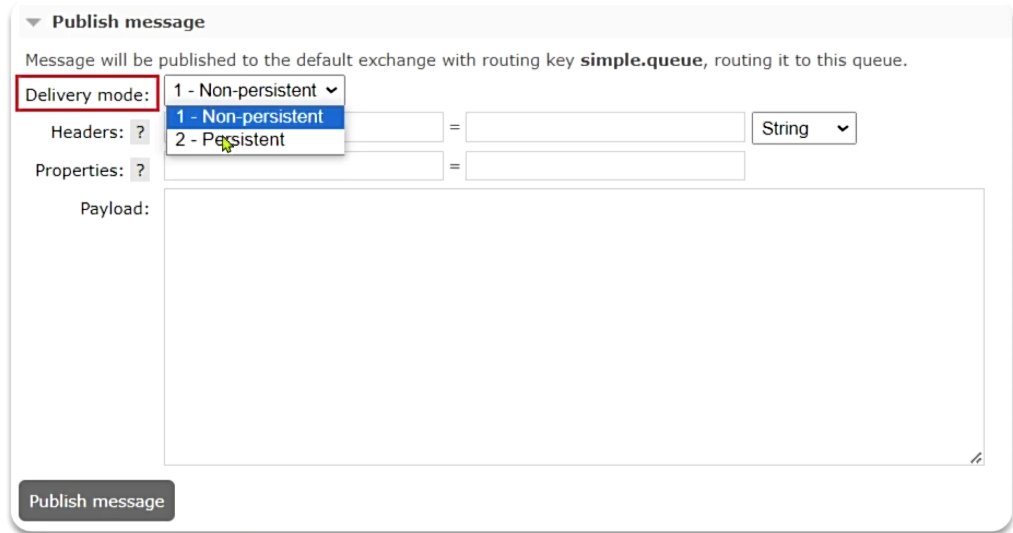 Publish message
Message will be published to the default exchange with routing key simple.queue, routing it to this queue.
Delivery mode: 1 - Non-persistent
1 - Non-persistent
2 - Persistent
Headers: ? = String
Properties: ? =
Payload:
Publish message